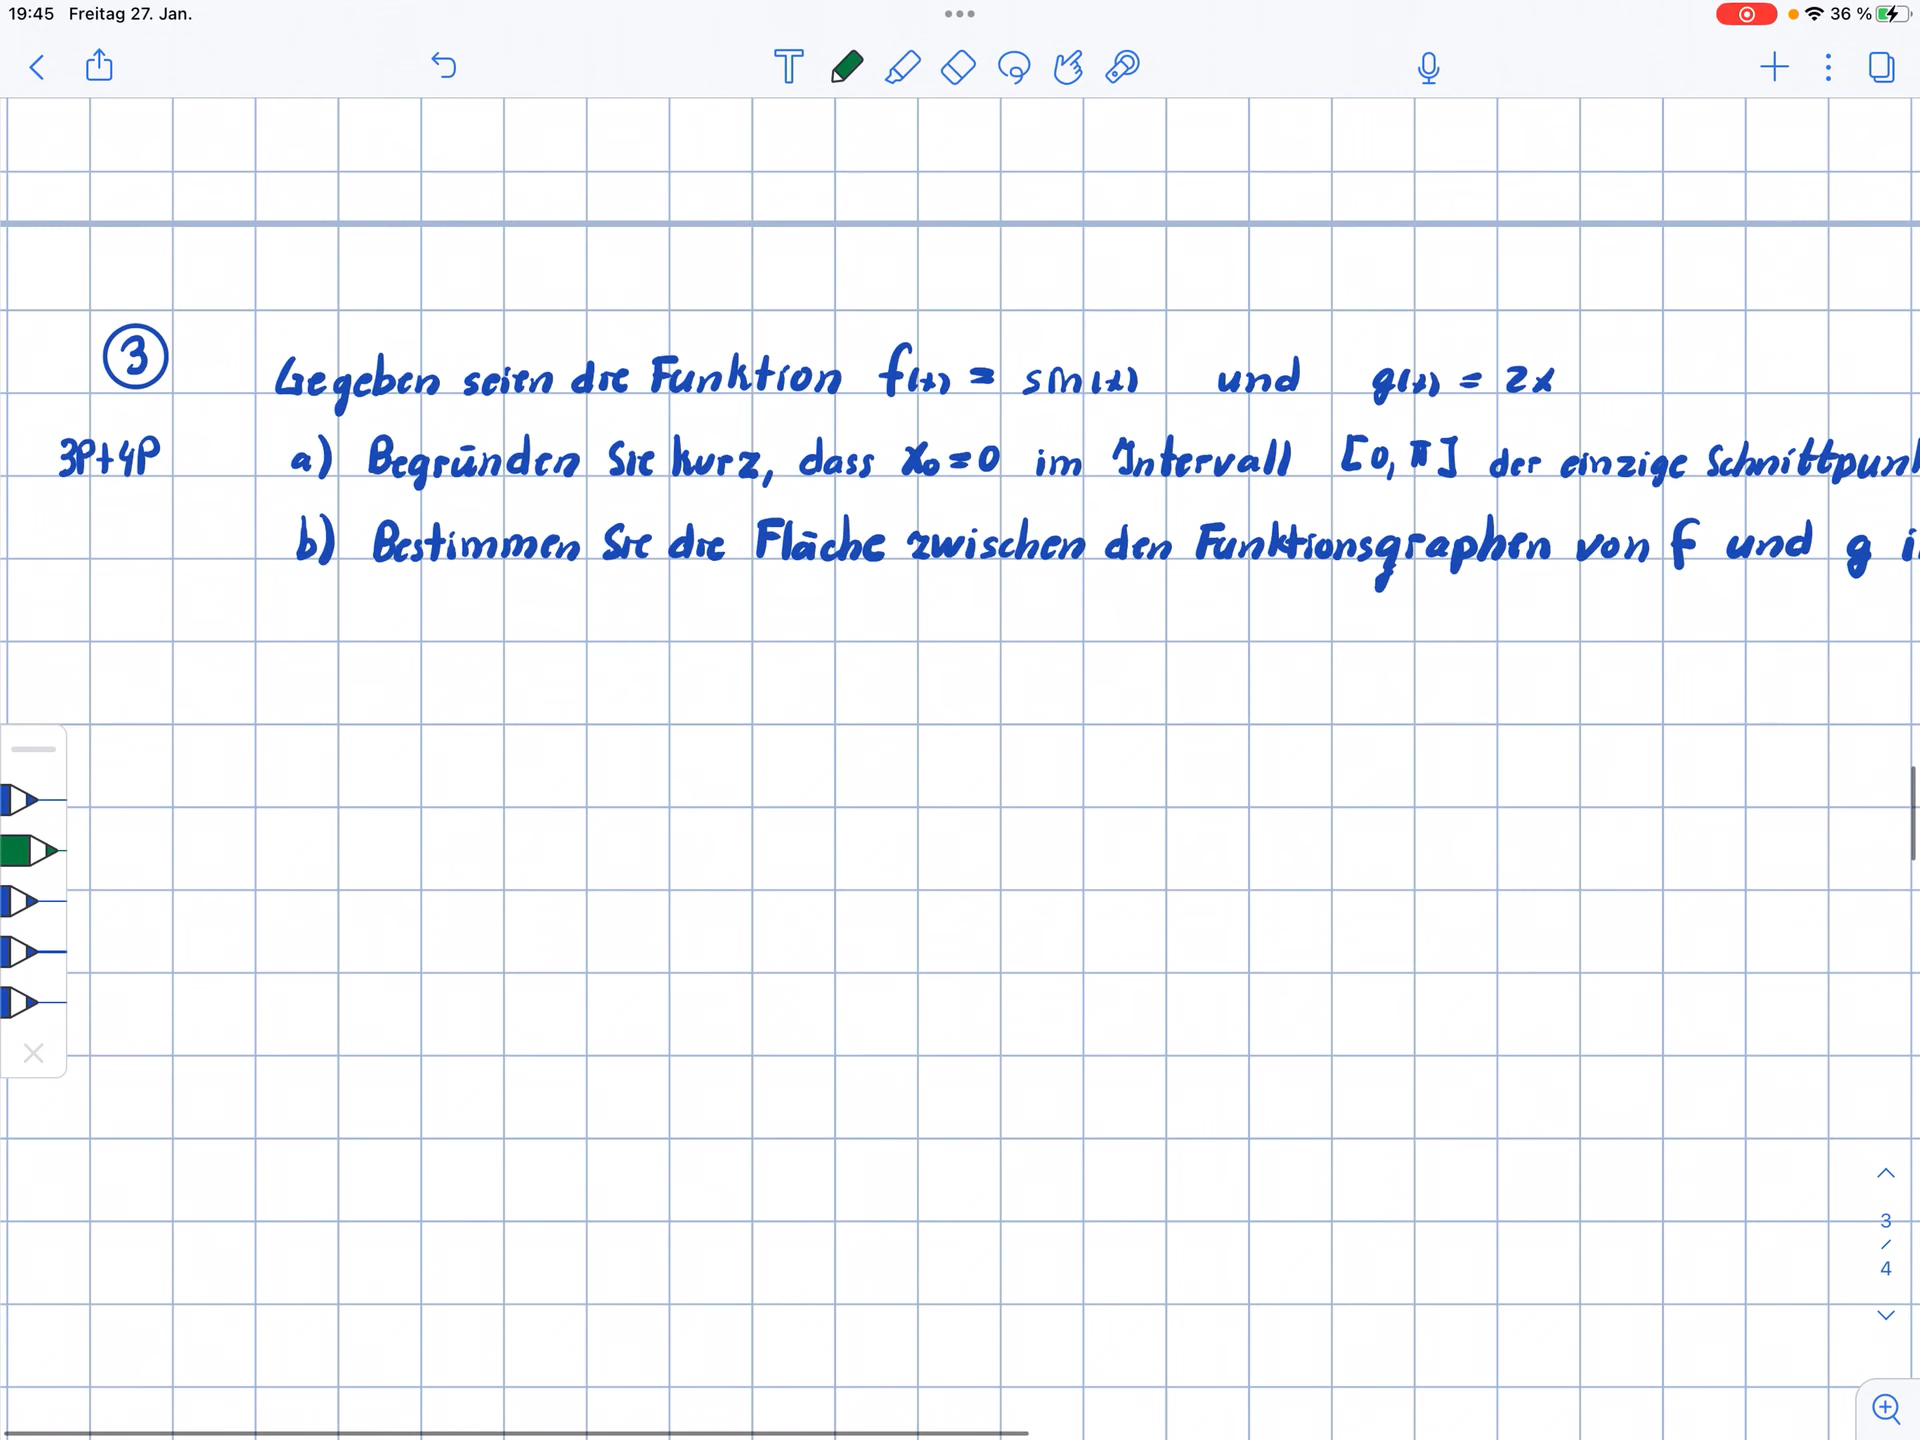 19:45 Freitag 27. Jan.
36 %
T
3 Gegeben seien die Funktion f(x) = sin(x) und g(x) = 2x
3P+4P a) Begründen Sie kurz, dass x₀=0 im Intervall [0, π] der einzige Schnittpunk
b) Bestimmen Sie die Fläche zwischen den Funktionsgraphen von f und g i
3
/
4